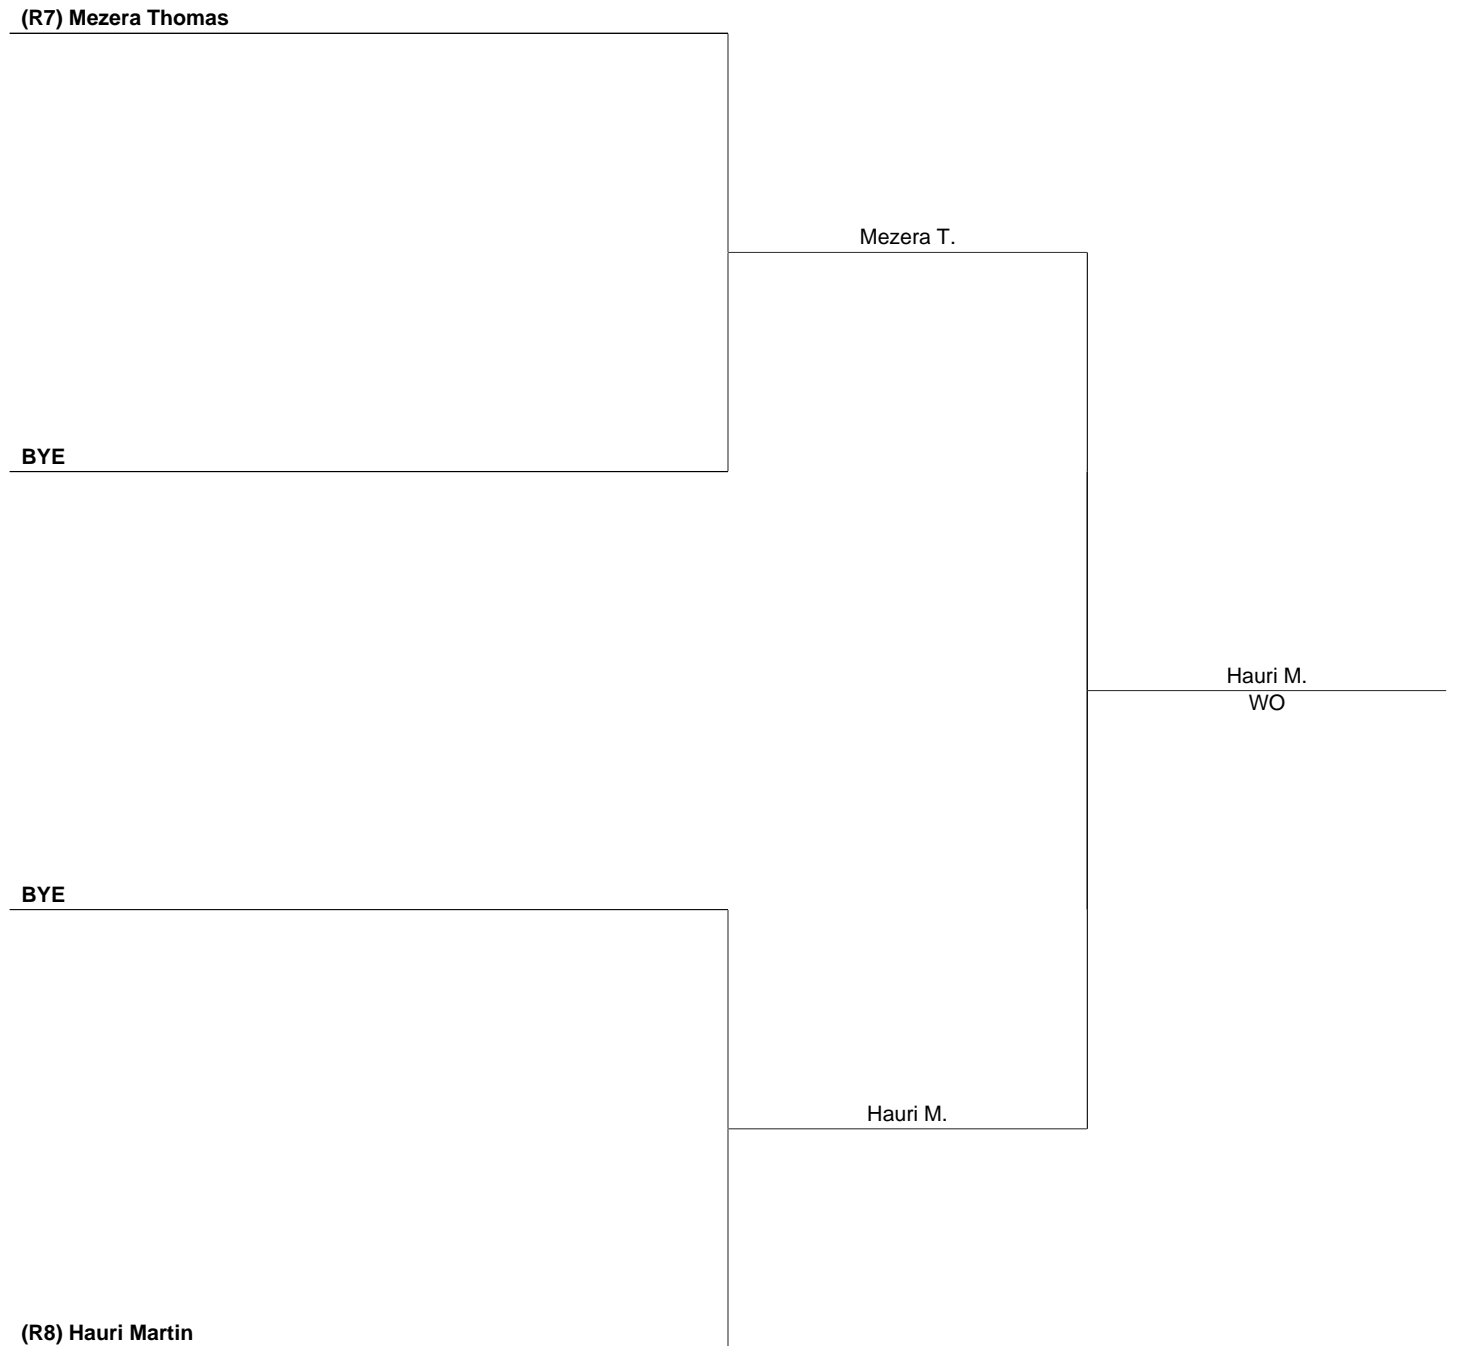 (R7) Mezera Thomas
Mezera T.
BYE
Hauri M.
WO
BYE
Hauri M.
(R8) Hauri Martin